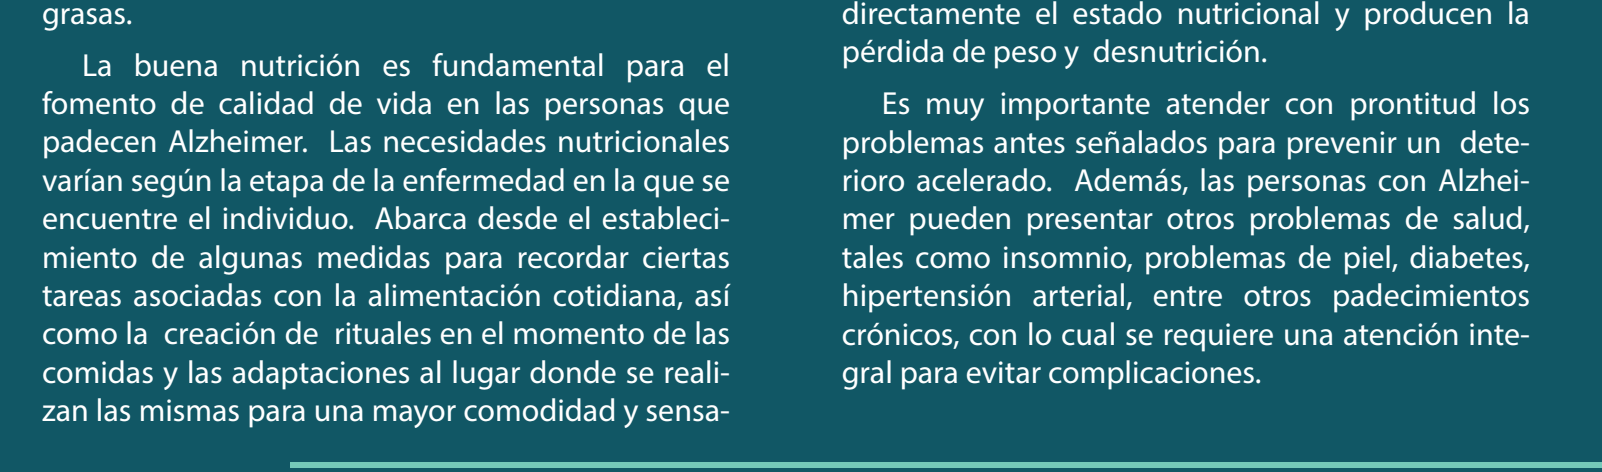 grasas.
La buena nutrición es fundamental para el
fomento de calidad de vida en las personas que
padecen Alzheimer.  Las necesidades nutricionales
varían según la etapa de la enfermedad en la que se
encuentre el individuo.  Abarca desde el estableci-
miento de algunas medidas para recordar ciertas
tareas asociadas con la alimentación cotidiana, así
como la  creación de  rituales en el momento de las
comidas y las adaptaciones al lugar donde se reali-
zan las mismas para una mayor comodidad y sensa-
directamente el estado nutricional y producen la
pérdida de peso y  desnutrición.
Es muy importante atender con prontitud los
problemas antes señalados para prevenir un  dete-
rioro acelerado.  Además, las personas con Alzhei-
mer pueden presentar otros problemas de salud,
tales como insomnio, problemas de piel, diabetes,
hipertensión arterial, entre otros padecimientos
crónicos, con lo cual se requiere una atención inte-
gral para evitar complicaciones.